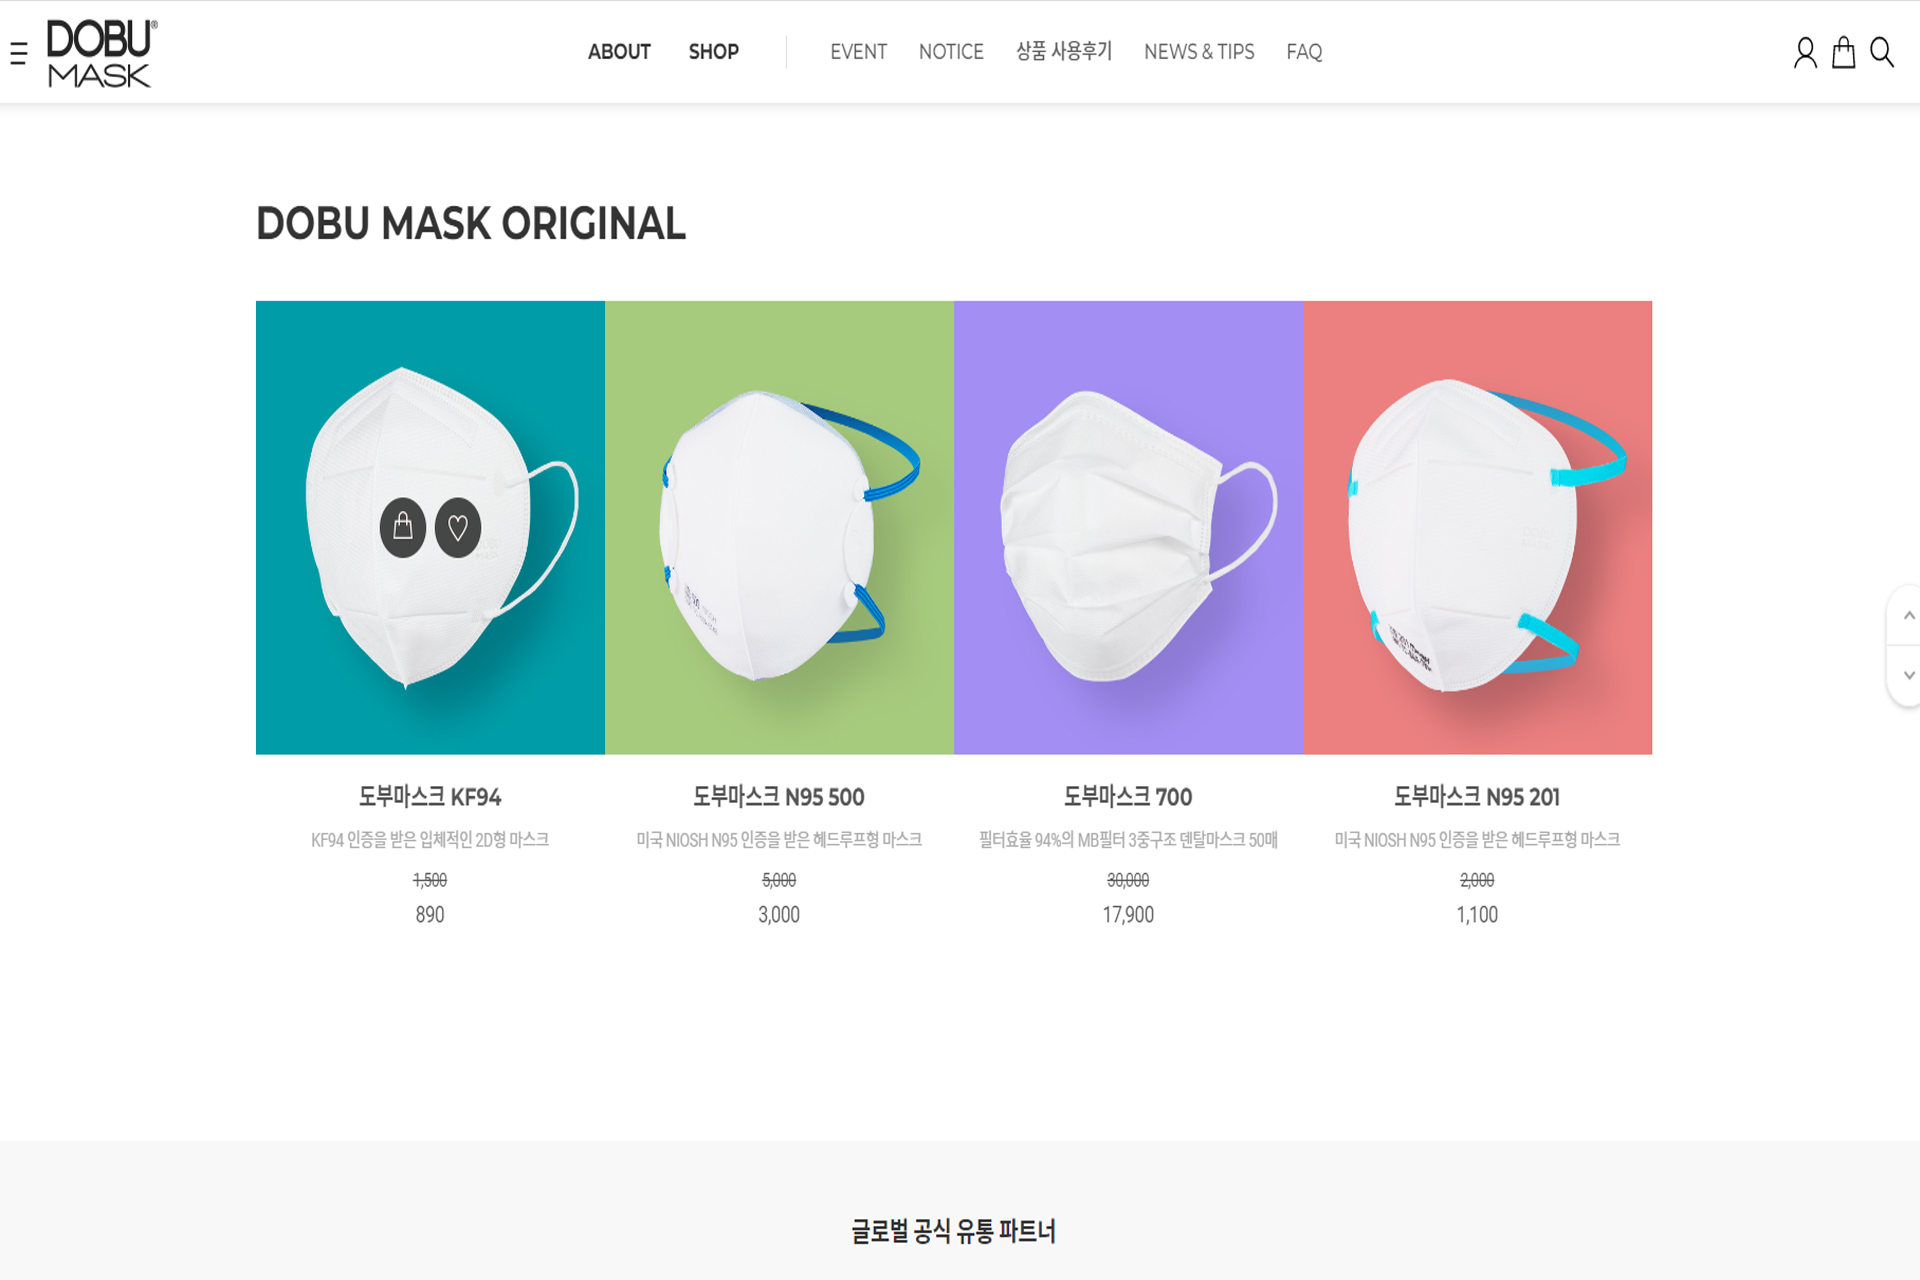 DOBU®
MASK
ABOUT SHOP EVENT NOTICE 상품 사용후기 NEWS & TIPS FAQ
DOBU MASK ORIGINAL
DOBU
MASK
DOBU
도부마스크 KF94
KF94 인증을 받은 입체적인 2D형 마스크
1,500
890
도부마스크 N95 500
미국 NIOSH N95 인증을 받은 헤드루프형 마스크
5,000
3,000
도부마스크 700
필터효율 94%의 MB필터 3중구조 덴탈마스크 50매
30,000
17,900
도부마스크 N95 201
미국 NIOSH N95 인증을 받은 헤드루프형 마스크
2,000
1,100
글로벌 공식 유통 파트너